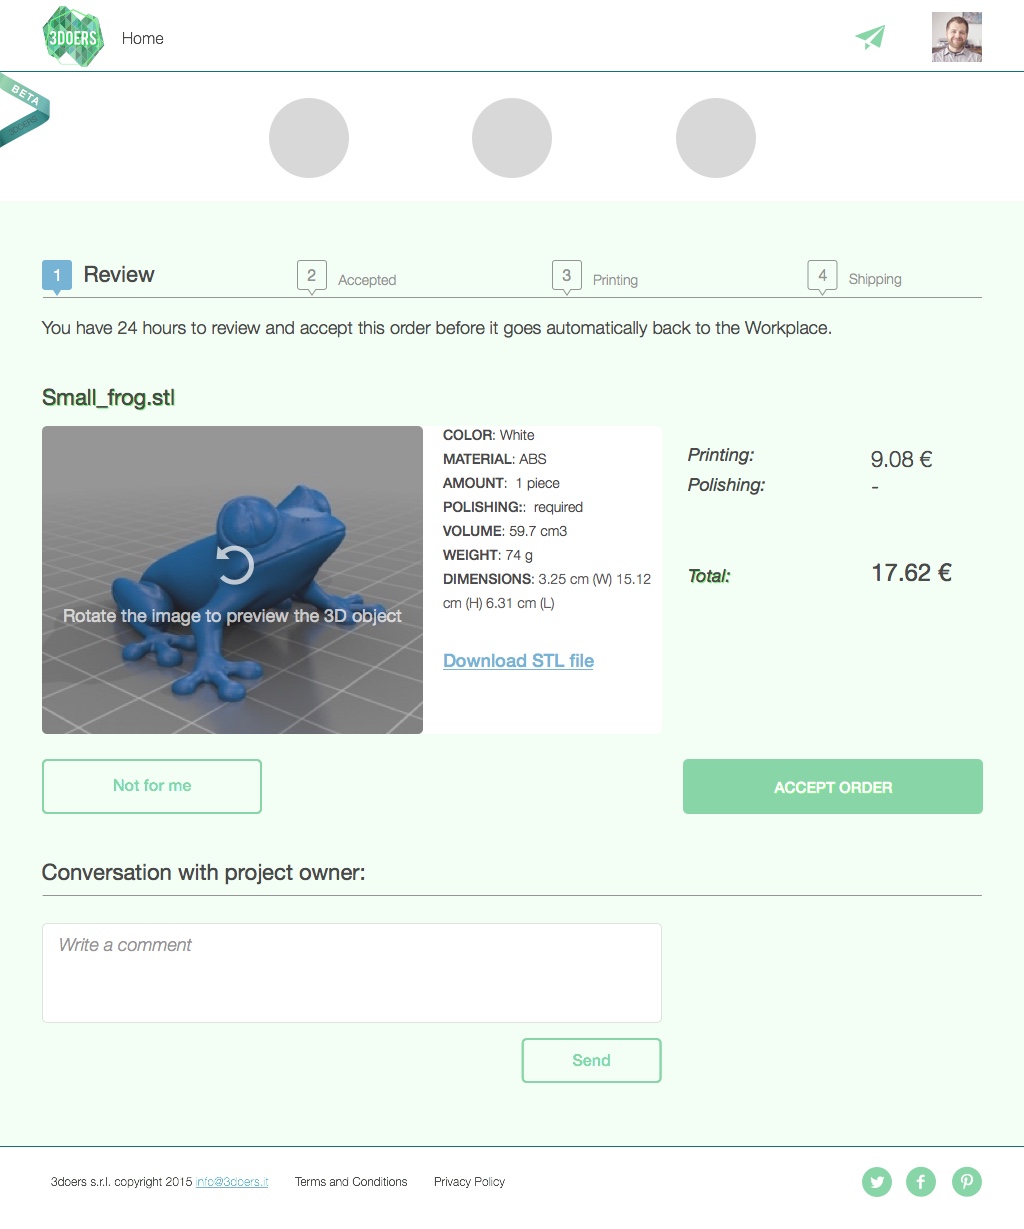 3DOERS
Home
BETA
3DOERS
1 Review
2 Accepted
3 Printing
4 Shipping
You have 24 hours to review and accept this order before it goes automatically back to the Workplace.
Small_frog.stl
Rotate the image to preview the 3D object
COLOR: White
MATERIAL: ABS
AMOUNT: 1 piece
POLISHING:: required
VOLUME: 59.7 cm3
WEIGHT: 74 g
DIMENSIONS: 3.25 cm (W) 15.12
cm (H) 6.31 cm (L)
Download STL file
Printing: 9.08 €
Polishing: -
Total: 17.62 €
Not for me
ACCEPT ORDER
Conversation with project owner:
Write a comment
Send
3doers s.r.l. copyright 2015 info@3doers.it
Terms and Conditions
Privacy Policy